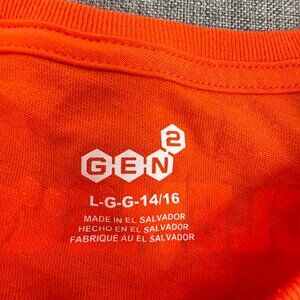 GEN2
L-G-G-14/16
MADE IN EL SALVADOR
HECHO EN EL SALVADOR
FABRIQUÉ AU EL SALVADOR